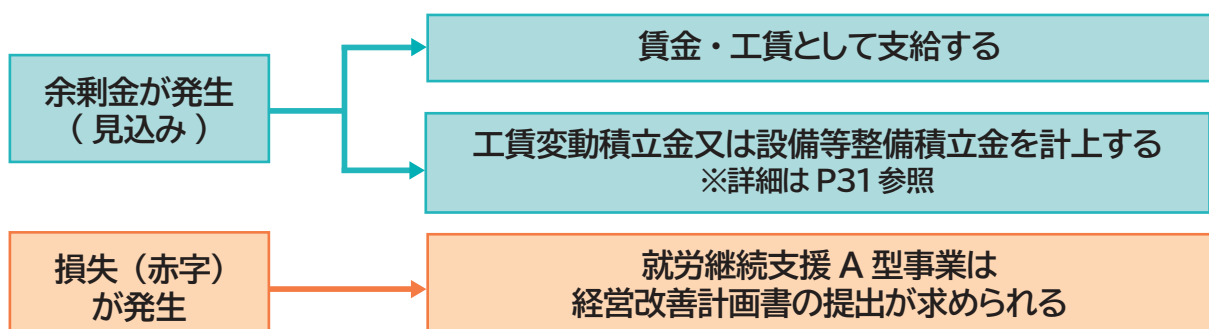 余剰金が発生
(見込み)
賃金・工賃として支給する
工賃変動積立金又は設備等整備積立金を計上する
※詳細は P31 参照
損失(赤字)
が発生
就労継続支援 A 型事業は
経営改善計画書の提出が求められる